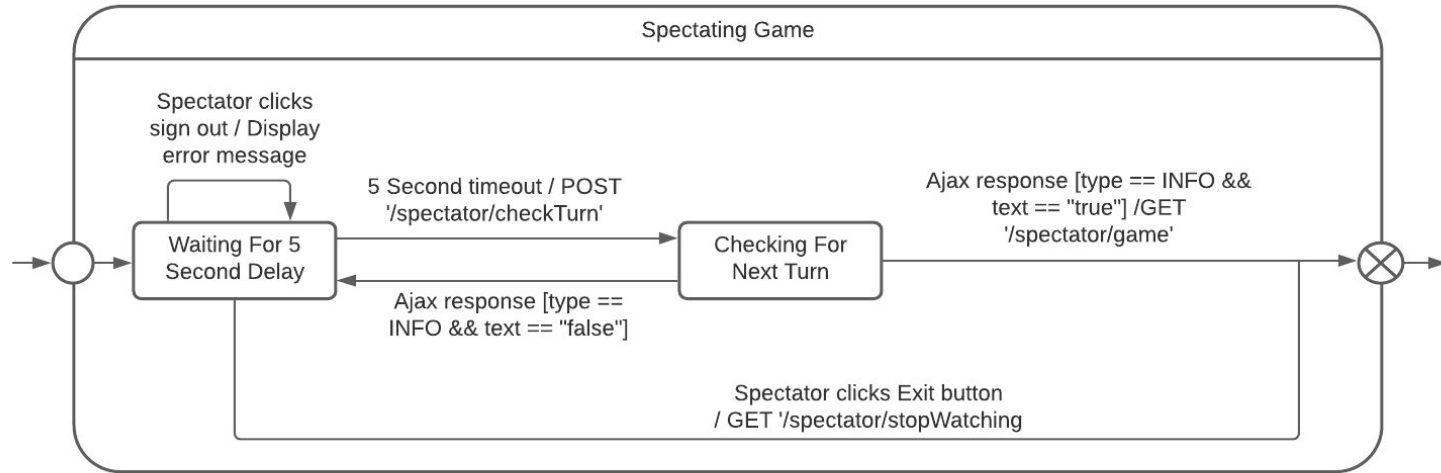 Spectating Game
Spectator clicks
sign out / Display
error message
5 Second timeout / POST
'/spectator/checkTurn'
Ajax response [type == INFO &&
text == "true"] /GET
'/spectator/game'
Waiting For 5
Second Delay
Checking For
Next Turn
Ajax response [type ==
INFO && text == "false"]
Spectator clicks Exit button
/ GET '/spectator/stopWatching